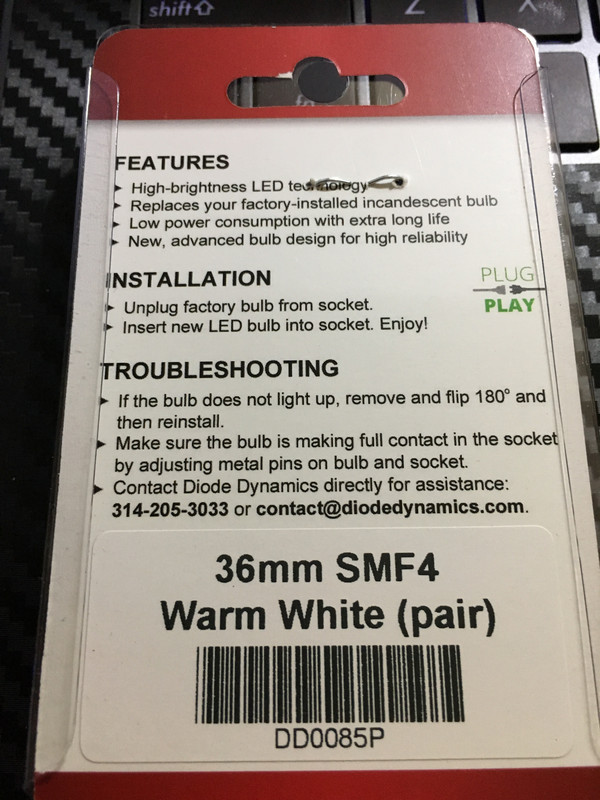 shift
Z
X
FEATURES
High-brightness LED technology
Replaces your factory-installed incandescent bulb
Low power consumption with extra long life
New, advanced bulb design for high reliability
INSTALLATION
PLUG
PLAY
Unplug factory bulb from socket.
Insert new LED bulb into socket. Enjoy!
TROUBLESHOOTING
If the bulb does not light up, remove and flip 180° and
then reinstall.
Make sure the bulb is making full contact in the socket
by adjusting metal pins on bulb and socket.
Contact Diode Dynamics directly for assistance:
314-205-3033 or contact@diodedynamics.com.
36mm SMF4
Warm White (pair)
DD0085P